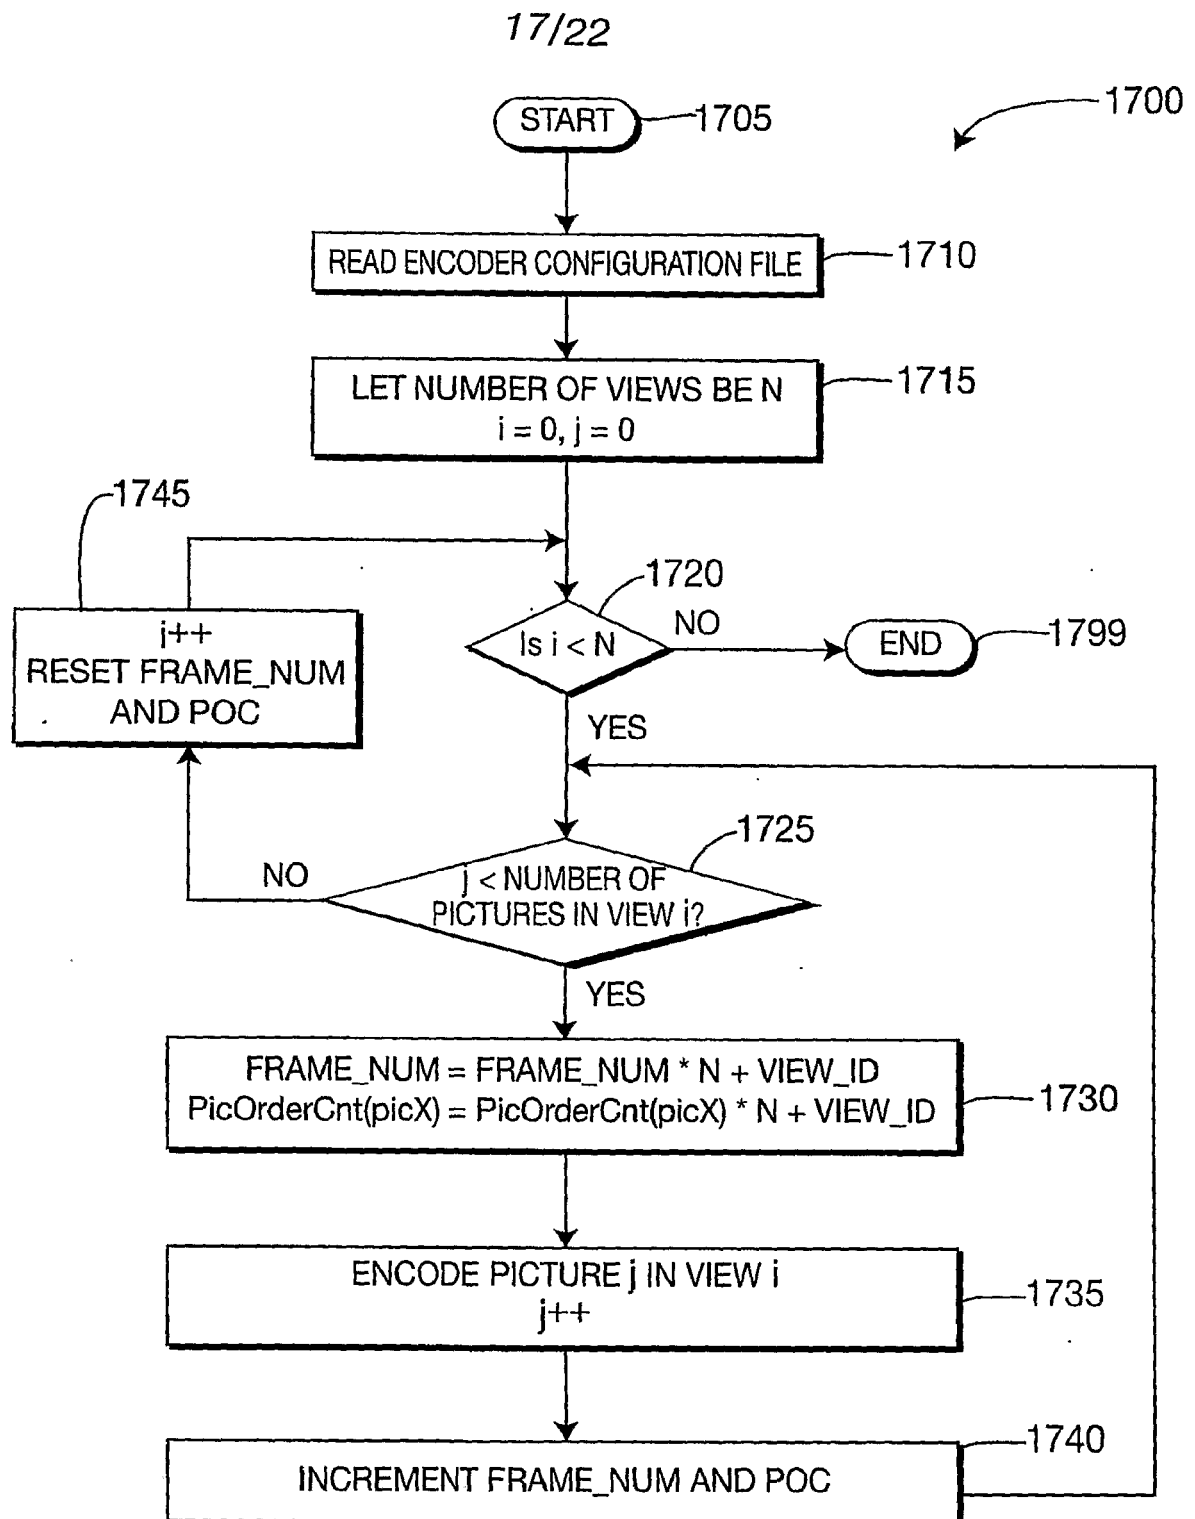 17/22
START
1705
1700
READ ENCODER CONFIGURATION FILE
1710
LET NUMBER OF VIEWS BE N
i = 0, j = 0
1715
1745
j++
RESET FRAME_NUM
AND POC
1720
Is i < N
NO
END
1799
YES
1725
NO
j < NUMBER OF
PICTURES IN VIEW i?
YES
FRAME_NUM = FRAME_NUM * N + VIEW_ID
PicOrderCnt(picX) = PicOrderCnt(picX) * N + VIEW_ID
1730
ENCODE PICTURE j IN VIEW i
j++
1735
INCREMENT FRAME_NUM AND POC
1740